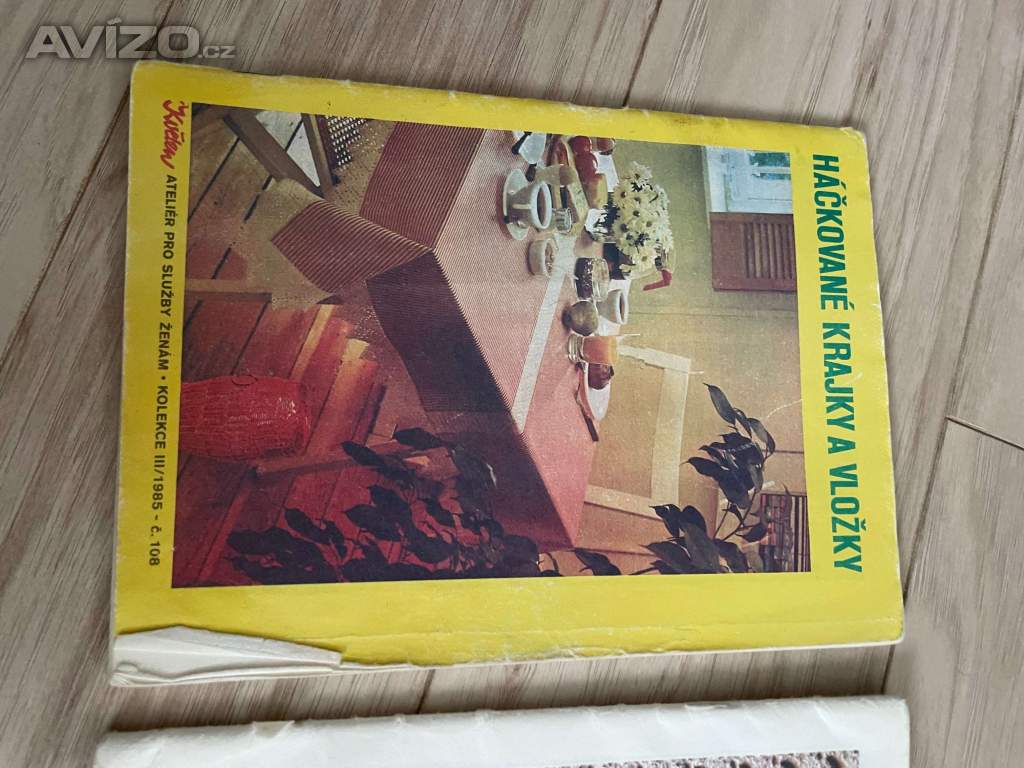 AVÍZO.cz
HÁČKOVANÉ KRAJKY A VLOŽKY
Květen ATELIÉR PRO SLUŽBY ŽENÁM • KOLEKCE III/1985 - č. 108